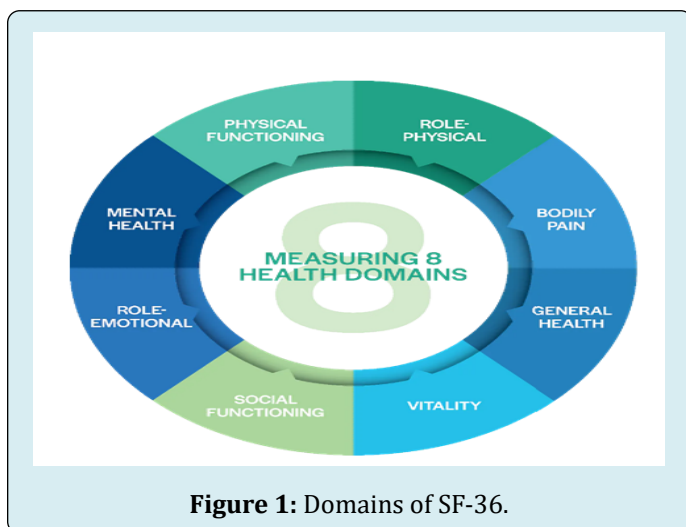 PHYSICAL
FUNCTIONING
ROLE-
PHYSICAL
BODILY
PAIN
GENERAL
HEALTH
VITALITY
SOCIAL
FUNCTIONING
ROLE-
EMOTIONAL
MENTAL
HEALTH
8
MEASURING 8
HEALTH DOMAINS
Figure 1: Domains of SF-36.